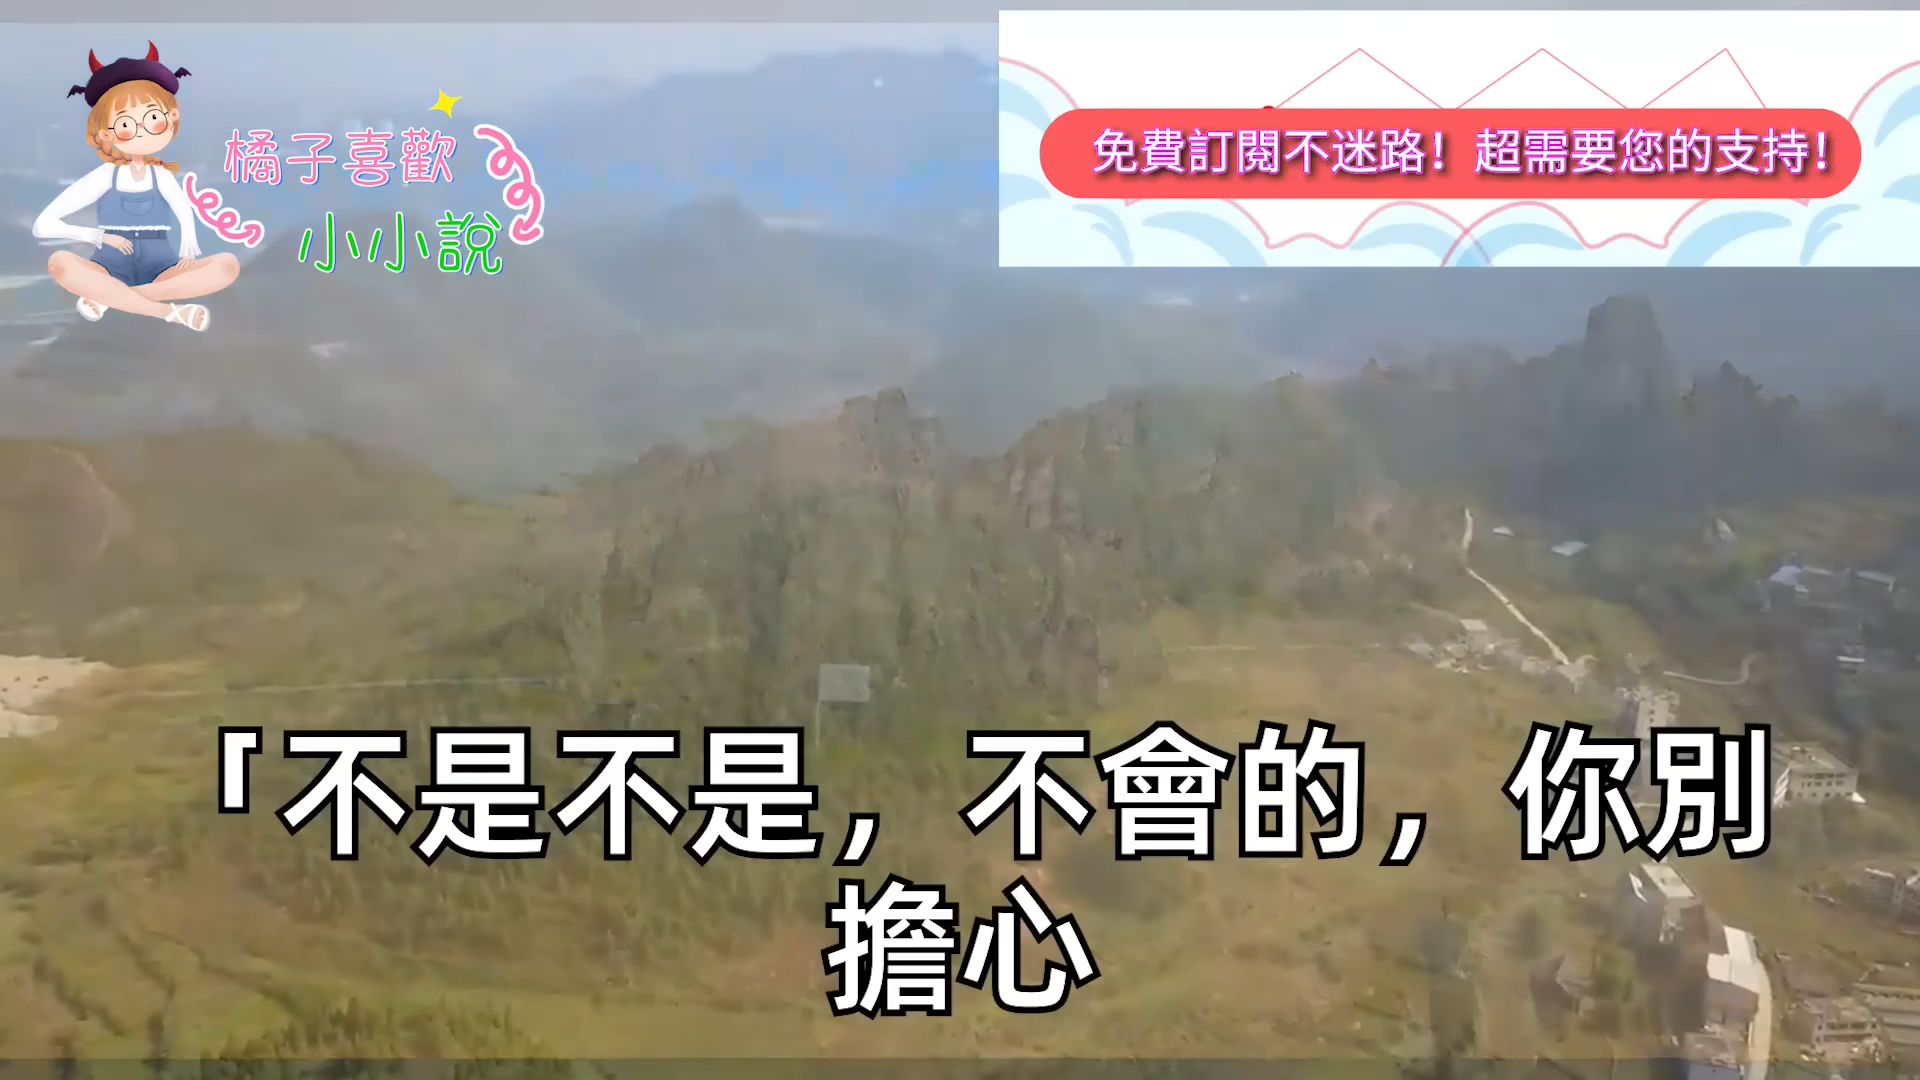 橘子喜歡
小小說
免費訂閱不迷路！超需要您的支持！
「不是不是，不會的，你別
擔心